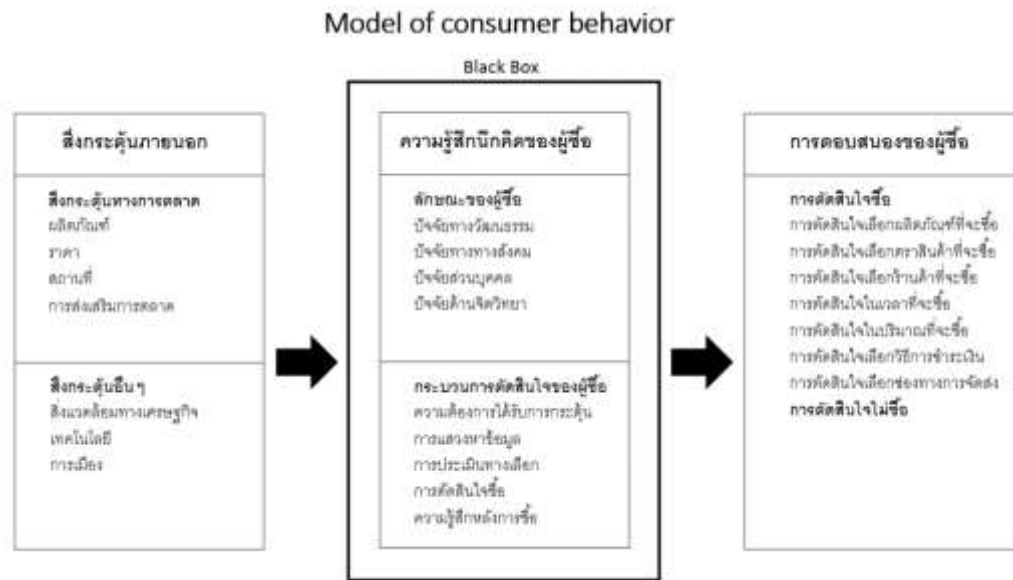 Model of consumer behavior
Black Box
สิ่งกระตุ้นภายนอก
สิ่งกระตุ้นทางการตลาด
ผลิตภัณฑ์
ราคา
สถานที่
การส่งเสริมการตลาด
สิ่งกระตุ้นอื่นๆ
สิ่งแวดล้อมทางเศรษฐกิจ
เทคโนโลยี
การเมือง
ความรู้สึกนึกคิดของผู้ซื้อ
ลักษณะของผู้ซื้อ
ปัจจัยทางวัฒนธรรม
ปัจจัยทางทางสังคม
ปัจจัยส่วนบุคคล
ปัจจัยด้านจิตวิทยา
กระบวนการตัดสินใจของผู้ซื้อ
ความต้องการได้รับการกระตุ้น
การแสวงหาข้อมูล
การประเมินทางเลือก
การตัดสินใจซื้อ
ความรู้สึกหลังการซื้อ
การตอบสนองของผู้ซื้อ
การตัดสินใจซื้อ
การตัดสินใจเลือกผลิตภัณฑ์ที่จะซื้อ
การตัดสินใจเลือกตราสินค้าที่จะซื้อ
การตัดสินใจเลือกร้านค้าที่จะซื้อ
การตัดสินใจในเวลาที่จะซื้อ
การตัดสินใจในปริมาณที่จะซื้อ
การตัดสินใจเลือกวิธีการชำระเงิน
การตัดสินใจเลือกช่องทางการจัดส่ง
การตัดสินใจไม่ซื้อ